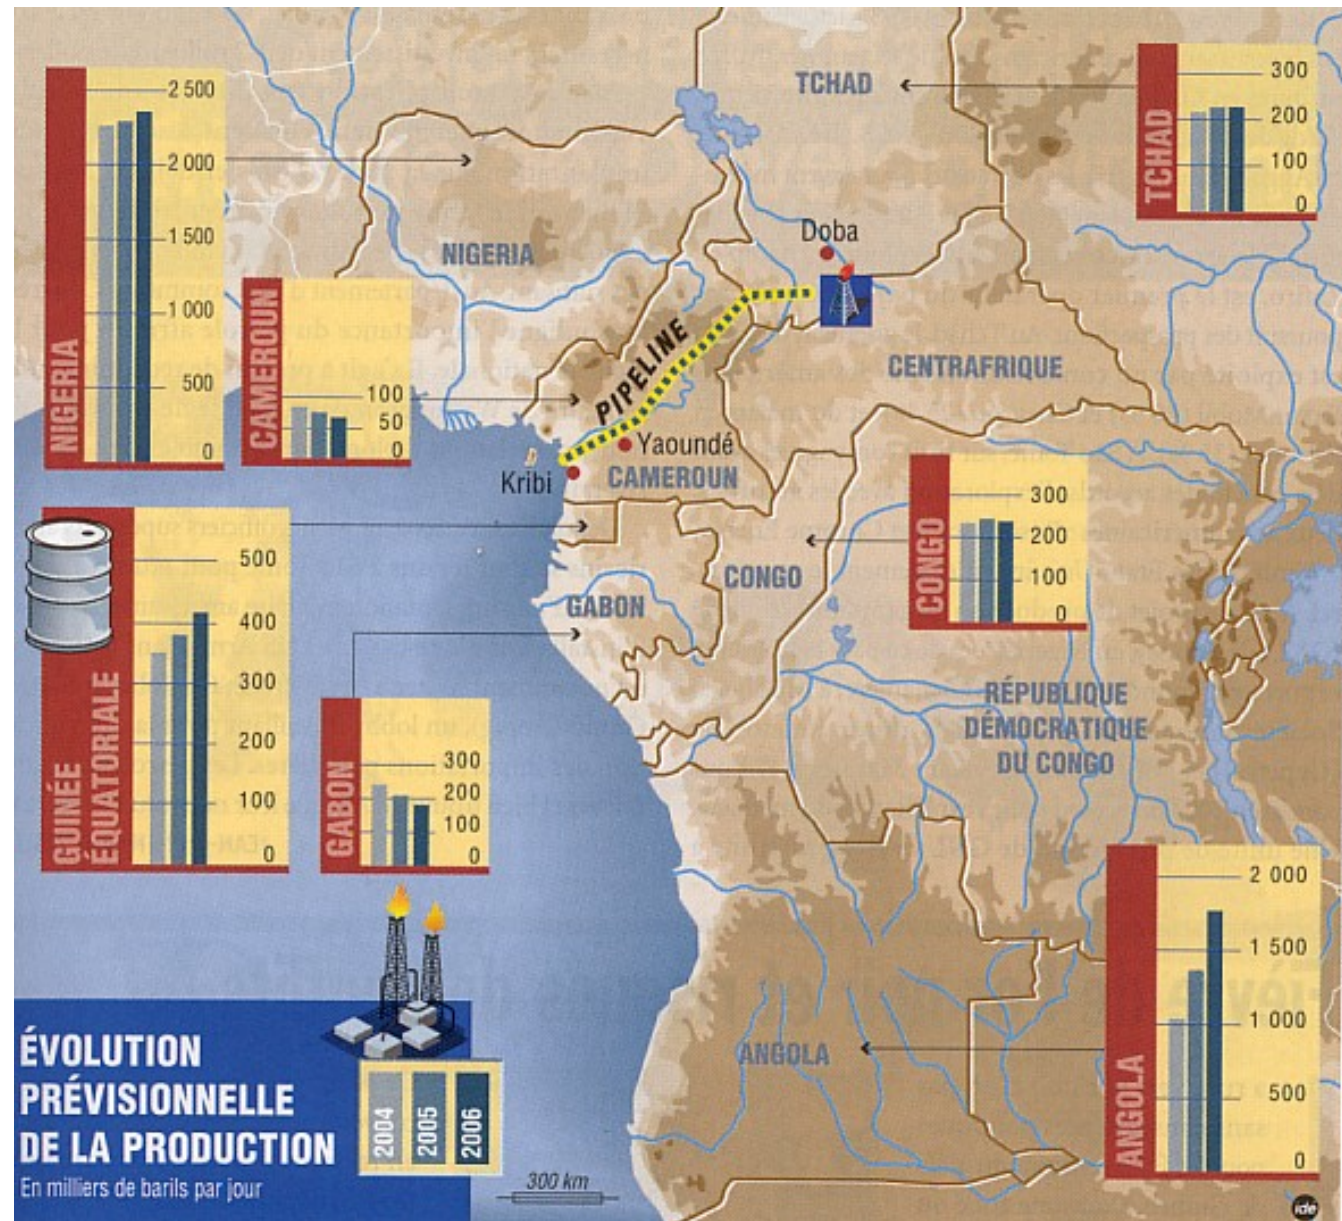 TCHAD
300
200
100
0
TCHAD
NIGERIA
2 500
2 000
1 500
1 000
500
0
NIGERIA
Doba
CAMEROUN
100
50
0
PIPELINE
CENTRAFRIQUE
Yaoundé
Kribi
CAMEROUN
CONGO
300
200
100
0
CONGO
GUINÉE
ÉQUATORIALE
500
400
300
200
100
0
GABON
GABON
300
200
100
0
RÉPUBLIQUE
DÉMOCRATIQUE
DU CONGO
ANGOLA
2 000
1 500
1 000
500
0
ANGOLA
ÉVOLUTION
PRÉVISIONNELLE
DE LA PRODUCTION
En milliers de barils par jour
2004
2005
2006
300 km
ide